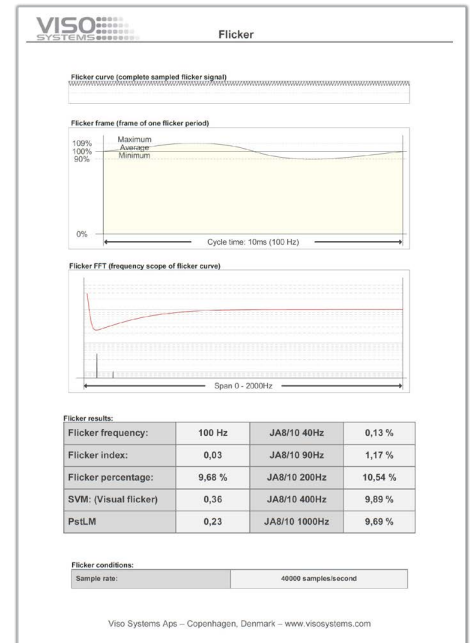 VISO
SYSTEMS
Flicker
Flicker curve (complete sampled flicker signal)
Flicker frame (frame of one flicker period)
109% Maximum
100% Average
90% Minimum
0%
Cycle time: 10ms (100 Hz)
Flicker FFT (frequency scope of flicker curve)
Span 0 - 2000Hz
Flicker results:
Flicker frequency: 100 Hz JA8/10 40Hz 0,13 %
Flicker index: 0,03 JA8/10 90Hz 1,17 %
Flicker percentage: 9,68 % JA8/10 200Hz 10,54 %
SVM: (Visual flicker) 0,36 JA8/10 400Hz 9,89 %
PstLM 0,23 JA8/10 1000Hz 9,69 %
Flicker conditions:
Sample rate: 40000 samples/second
Viso Systems Aps – Copenhagen, Denmark – www.visosystems.com